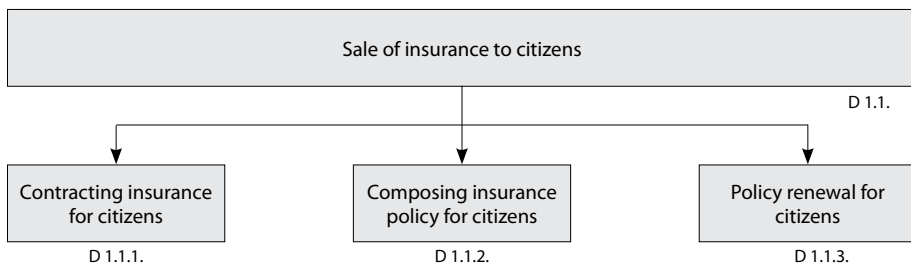 Sale of insurance to citizens
D 1.1.
Contracting insurance
for citizens
D 1.1.1.
Composing insurance
policy for citizens
D 1.1.2.
Policy renewal for
citizens
D 1.1.3.